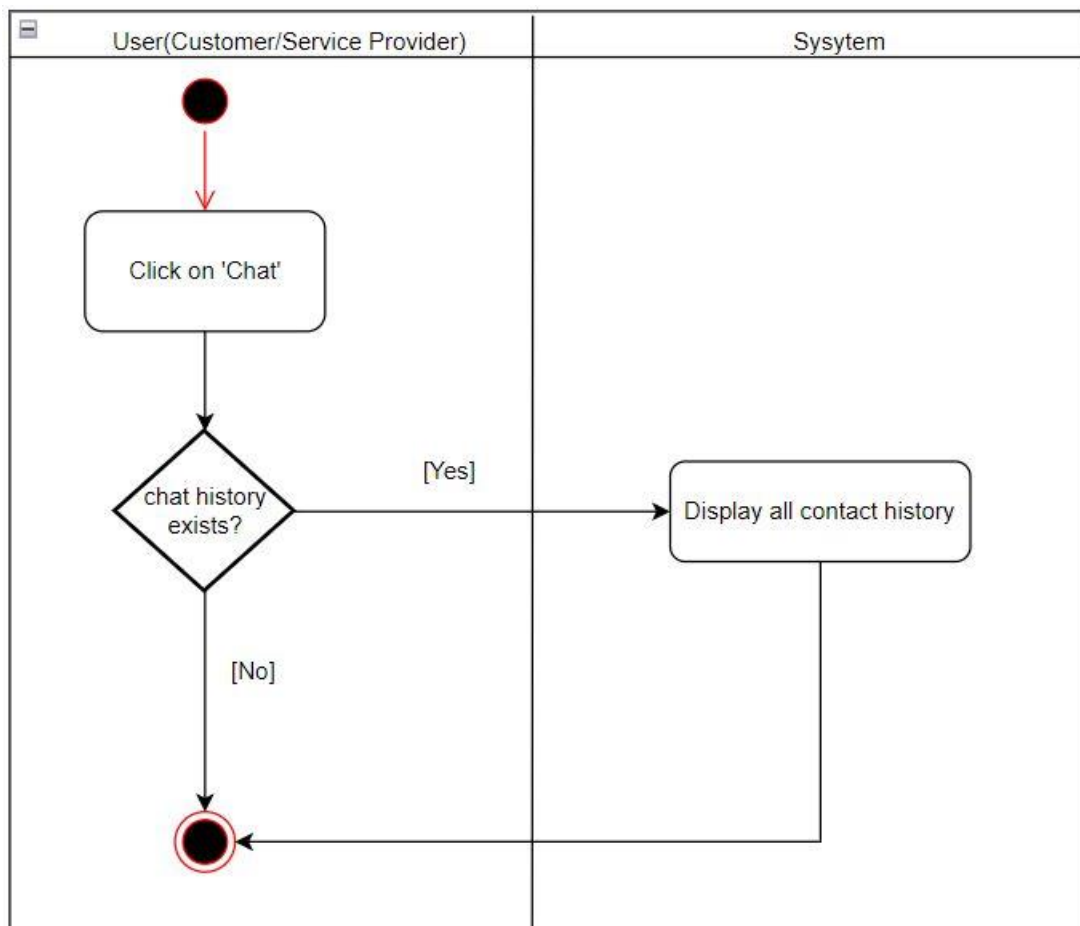 User(Customer/Service Provider)
Sysytem
Click on 'Chat'
chat history
exists?
[Yes]
Display all contact history
[No]